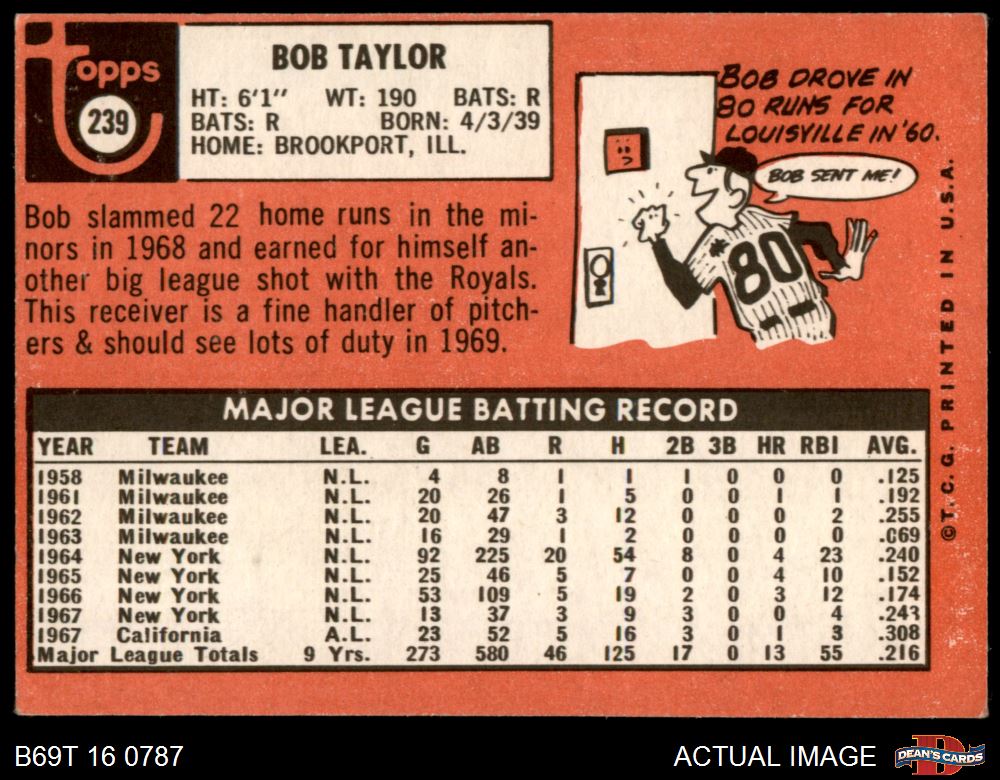 Topps
239
BOB TAYLOR
HT: 6'1" WT: 190 BATS: R
BATS: R BORN: 4/3/39
HOME: BROOKPORT, ILL.
BOB DROVE IN
80 RUNS FOR
LOUISVILLE IN '60.
BOB SENT ME!
80
Bob slammed 22 home runs in the mi-
nors in 1968 and earned for himself an-
other big league shot with the Royals.
This receiver is a fine handler of pitch-
ers & should see lots of duty in 1969.
MAJOR LEAGUE BATTING RECORD
YEAR TEAM LEA. G AB R H 2B 3B HR RBI AVG.
1958 Milwaukee N.L. 4 8 1 1 1 0 0 0 .125
1961 Milwaukee N.L. 20 26 1 5 0 0 1 1 .192
1962 Milwaukee N.L. 20 47 3 12 0 0 0 2 .255
1963 Milwaukee N.L. 16 29 1 2 0 0 0 0 .069
1964 New York N.L. 92 225 20 54 8 0 4 23 .240
1965 New York N.L. 25 46 5 7 0 0 4 10 .152
1966 New York N.L. 53 109 5 19 2 0 3 12 .174
1967 New York N.L. 13 37 3 9 3 0 0 4 .243
1967 California A.L. 23 52 5 16 3 0 1 3 .308
Major League Totals 9 Yrs. 273 580 46 125 17 0 13 55 .216
©T.C.G. PRINTED IN U.S.A.
B69T 16 0787
ACTUAL IMAGE
DEAN'S CARDS